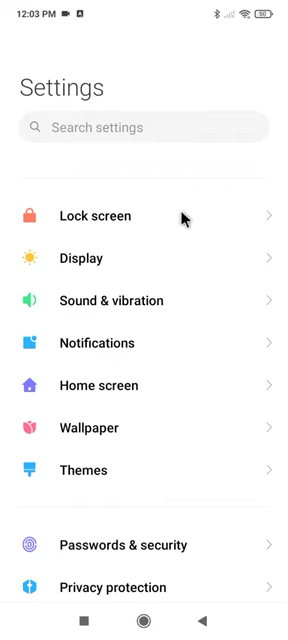 12:03 PM
50
Settings
Search settings
Lock screen
Display
Sound & vibration
Notifications
Home screen
Wallpaper
Themes
Passwords & security
Privacy protection